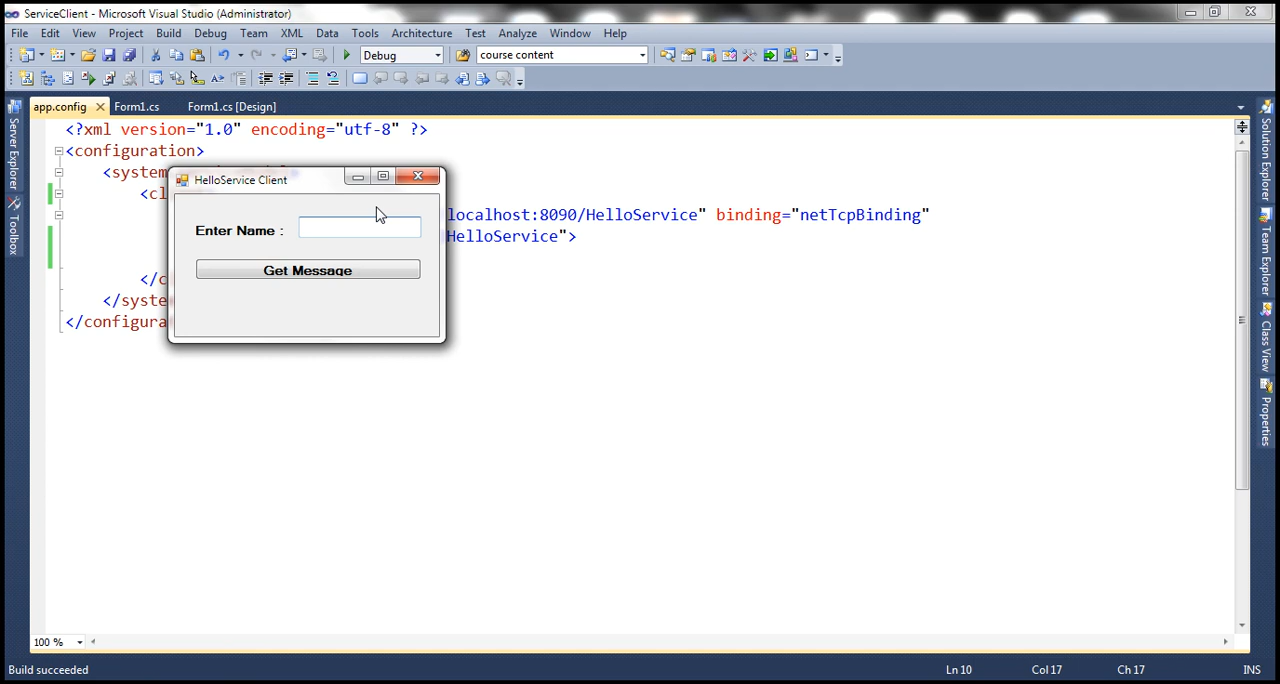 ServiceClient - Microsoft Visual Studio (Administrator)
File Edit View Project Build Debug Team XML Data Tools Architecture Test Analyze Window Help
Debug course content
app.config Form1.cs Form1.cs [Design]
<?xml version="1.0" encoding="utf-8" ?>
<configuration>
<system
HelloService Client
<cl
localhost:8090/HelloService" binding="netTcpBinding"
Enter Name :
HelloService">
Get Message
</c
</syste
</configura
Server Explorer
Toolbox
Solution Explorer
Team Explorer
Class View
Properties
100 %
Build succeeded Ln 10 Col 17 Ch 17 INS